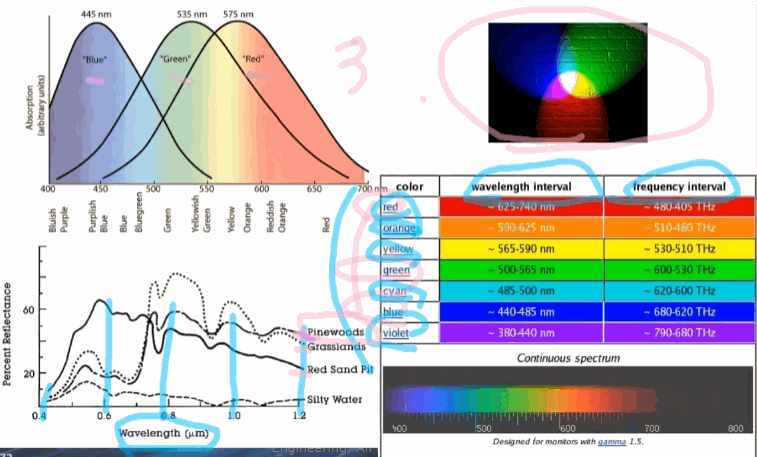 445 nm 535 nm 575 nm
"Blue" "Green" "Red"
Absorption
(arbitrary units)
400 450 500 550 600 650 700 nm
Bluish
Purple
Purplish
Blue
Blue
Bluegreen
Green
Yellowish
Green
Yellow
Orange
Reddish
Orange
Red
3
color wavelength interval frequency interval
red ~ 625-740 nm ~ 480-405 THz
orange ~ 590-625 nm ~ 510-480 THz
yellow ~ 565-590 nm ~ 530-510 THz
green ~ 500-565 nm ~ 600-530 THz
cyan ~ 485-500 nm ~ 620-600 THz
blue ~ 440-485 nm ~ 680-620 THz
violet ~ 380-440 nm ~ 790-680 THz
Continuous spectrum
400 500 600 700 800
Designed for monitors with gamma 1.5.
Percent Reflectance
60
20
Pinewoods
Grasslands
Red Sand Pit
Silty Water
0.4 0.6 0.8 1.0 1.2
Wavelength (μm)